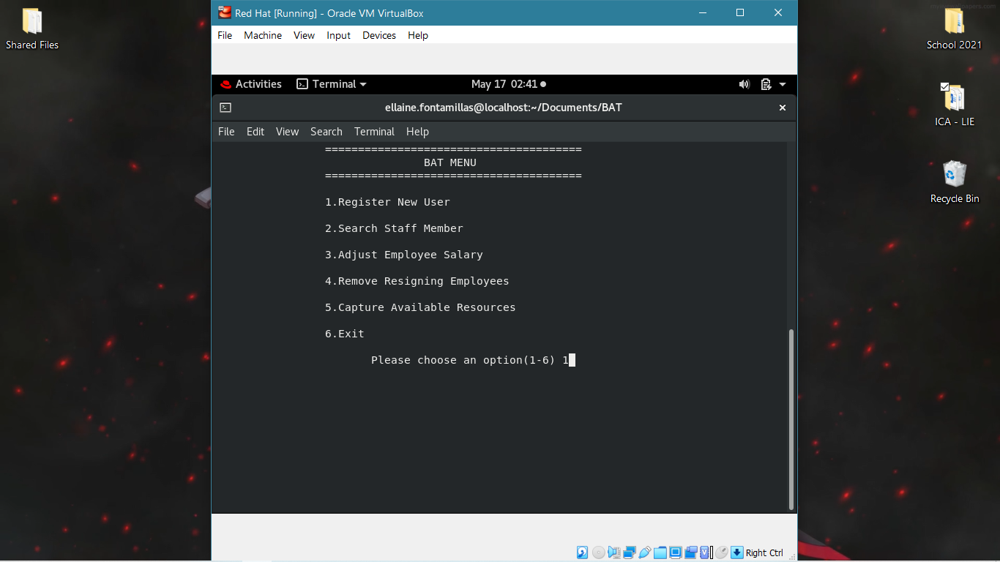 Red Hat [Running] - Oracle VM VirtualBox
File Machine View Input Devices Help
Shared Files
School 2021
ICA - LIE
Recycle Bin
Activities Terminal May 17 02:41
ellaine.fontamillas@localhost:~/Documents/BAT
File Edit View Search Terminal Help
=======================================
BAT MENU
=======================================
1.Register New User
2.Search Staff Member
3.Adjust Employee Salary
4.Remove Resigning Employees
5.Capture Available Resources
6.Exit
Please choose an option(1-6) 1
Right Ctrl